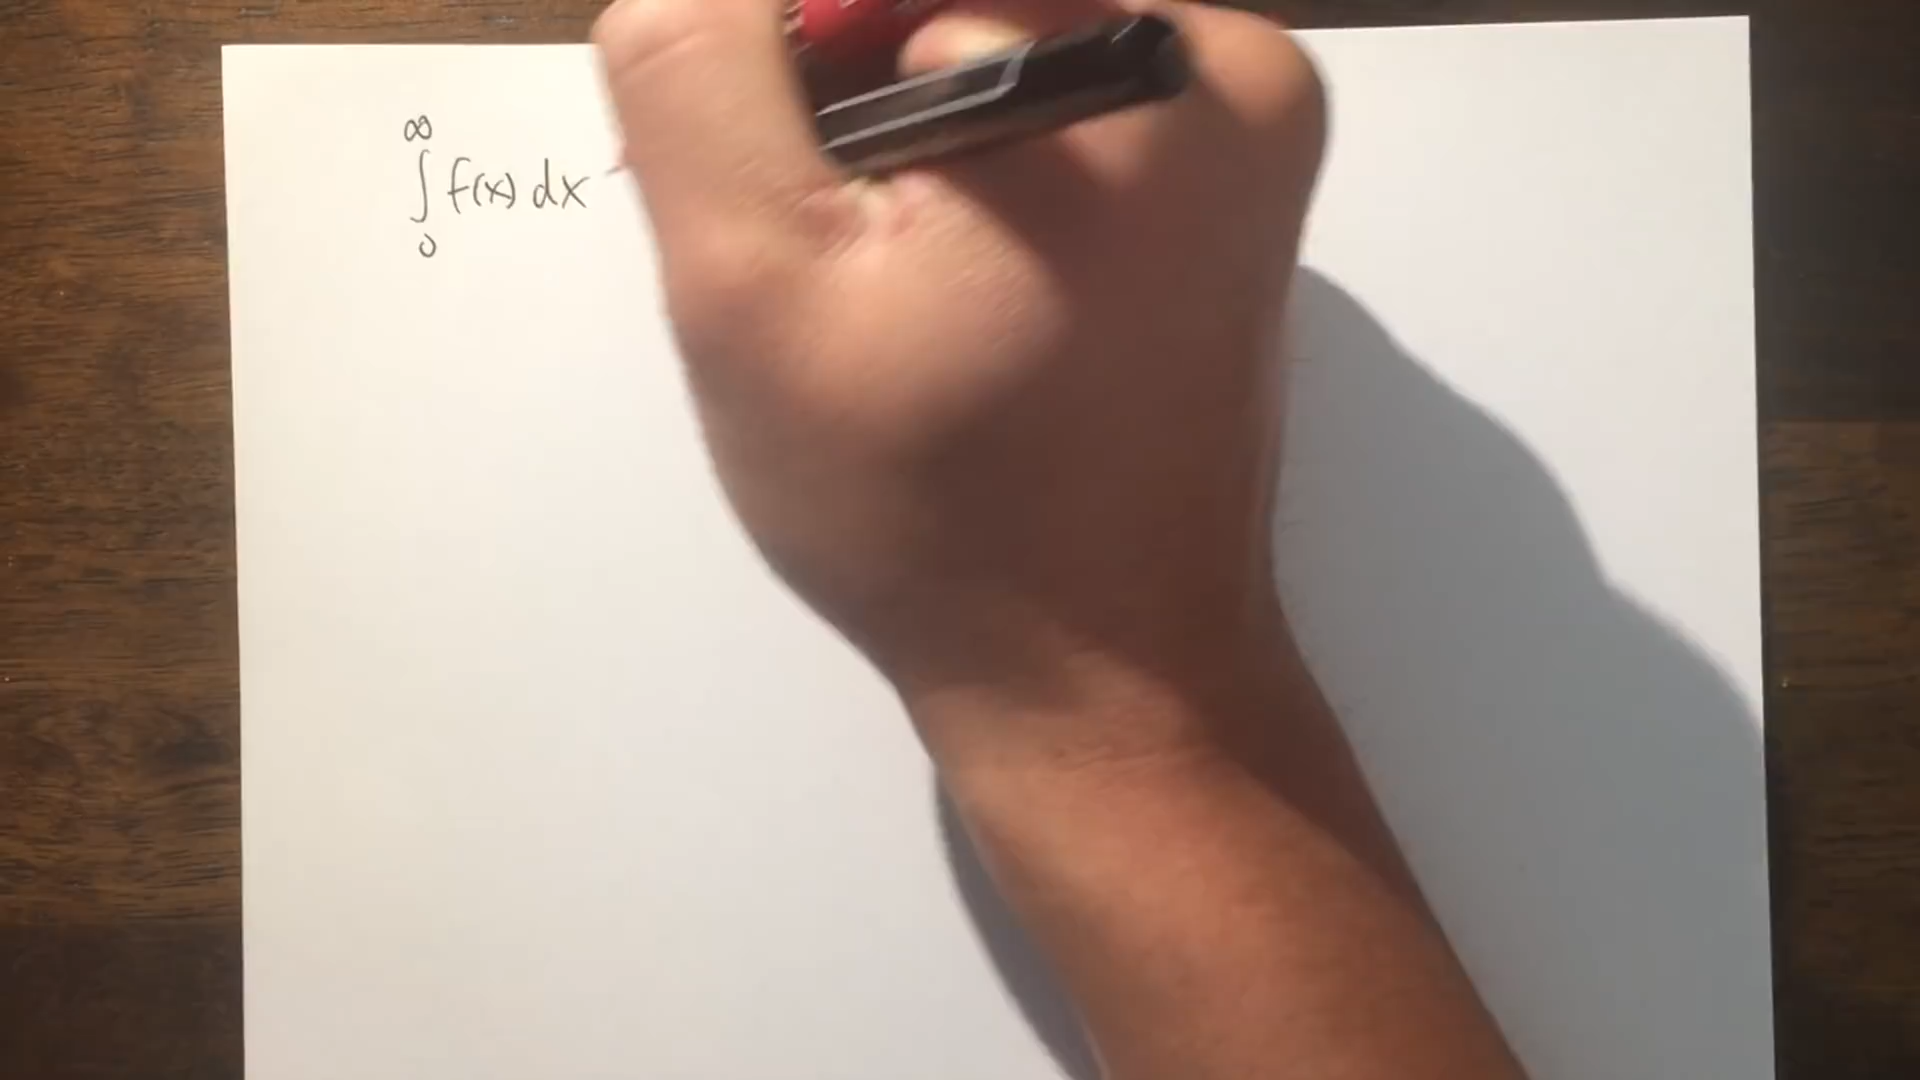 ∞
∫ f(x) dx
0